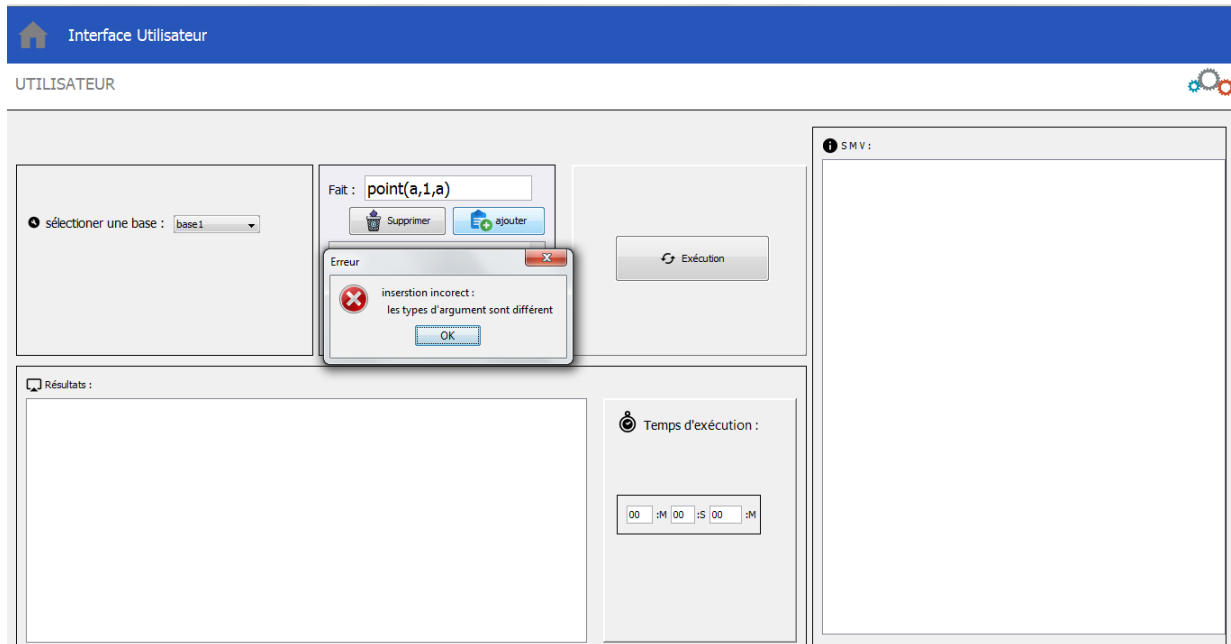 Interface Utilisateur
UTILISATEUR
SMV:
Fait : point(a,1,a)
Supprimer ajouter
sélectioner une base : base1
Exécution
Erreur
inserstion incorect :
les types d'argument sont différent
OK
Résultats :
Temps d'exécution :
00 :M 00 :S 00 :M